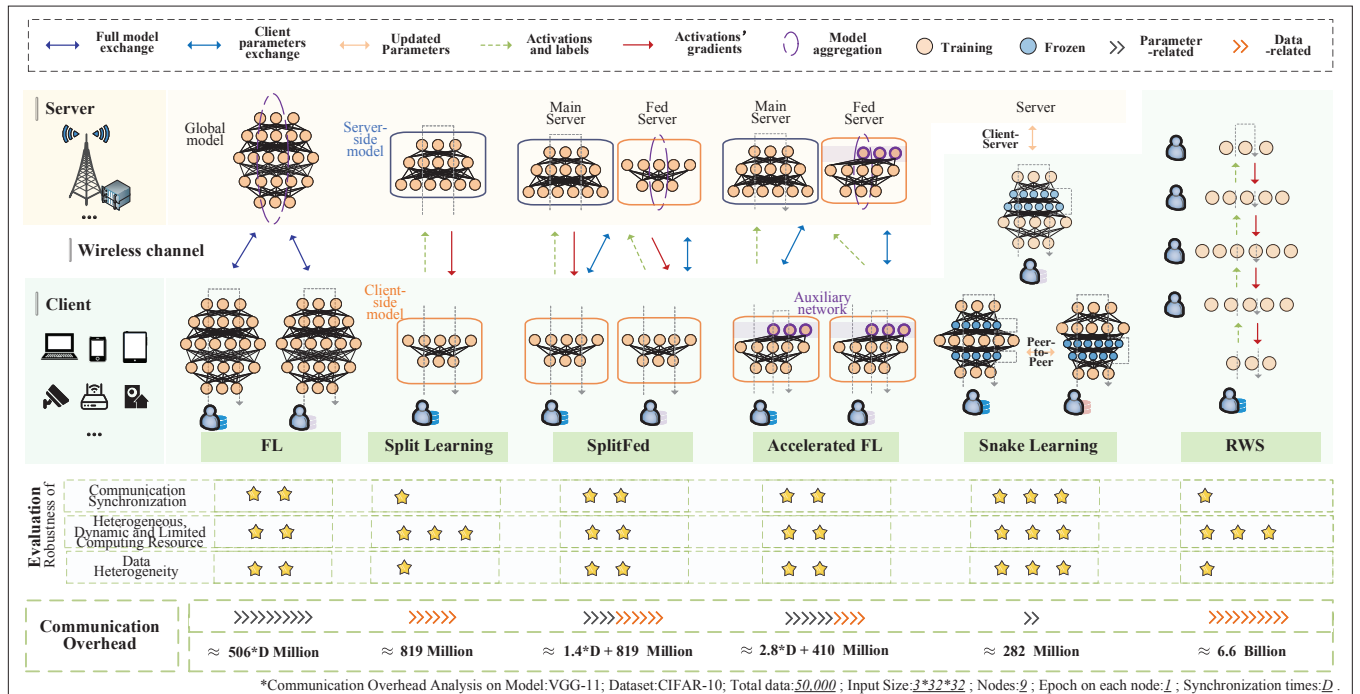 Full model
exchange
Client
parameters
exchange
Updated
Parameters
Activations
and labels
Activations'
gradients
Model
aggregation
Training
Frozen
Parameter
-related
Data
-related
Server
...
Wireless channel
Client
...
Global
model
Server-
side
model
Main
Server
Fed
Server
Main
Server
Fed
Server
Server
Client-
Server
Client-
side
model
Auxiliary
network
Peer-
to-
Peer
FL
Split Learning
SplitFed
Accelerated FL
Snake Learning
RWS
Evaluation
Robustness of
Communication
Synchronization
Heterogeneous,
Dynamic and Limited
Computing Resource
Data
Heterogeneity
Communication
Overhead
≈ 506*D Million
≈ 819 Million
≈ 1.4*D + 819 Million
≈ 2.8*D + 410 Million
≈ 282 Million
≈ 6.6 Billion
*Communication Overhead Analysis on Model:VGG-11; Dataset:CIFAR-10; Total data:50,000 ; Input Size:3*32*32 ; Nodes:9 ; Epoch on each node:1 ; Synchronization times:D .